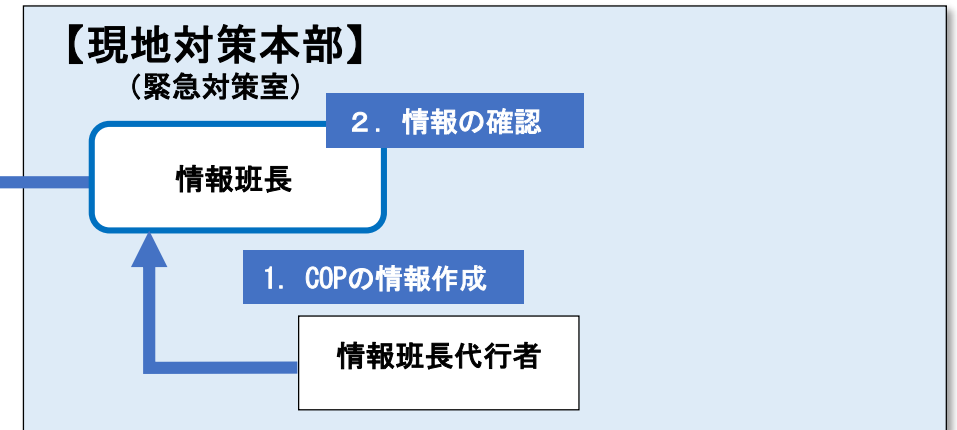 【現地対策本部】
（緊急対策室）
２．情報の確認
情報班長
1. COPの情報作成
情報班長代行者